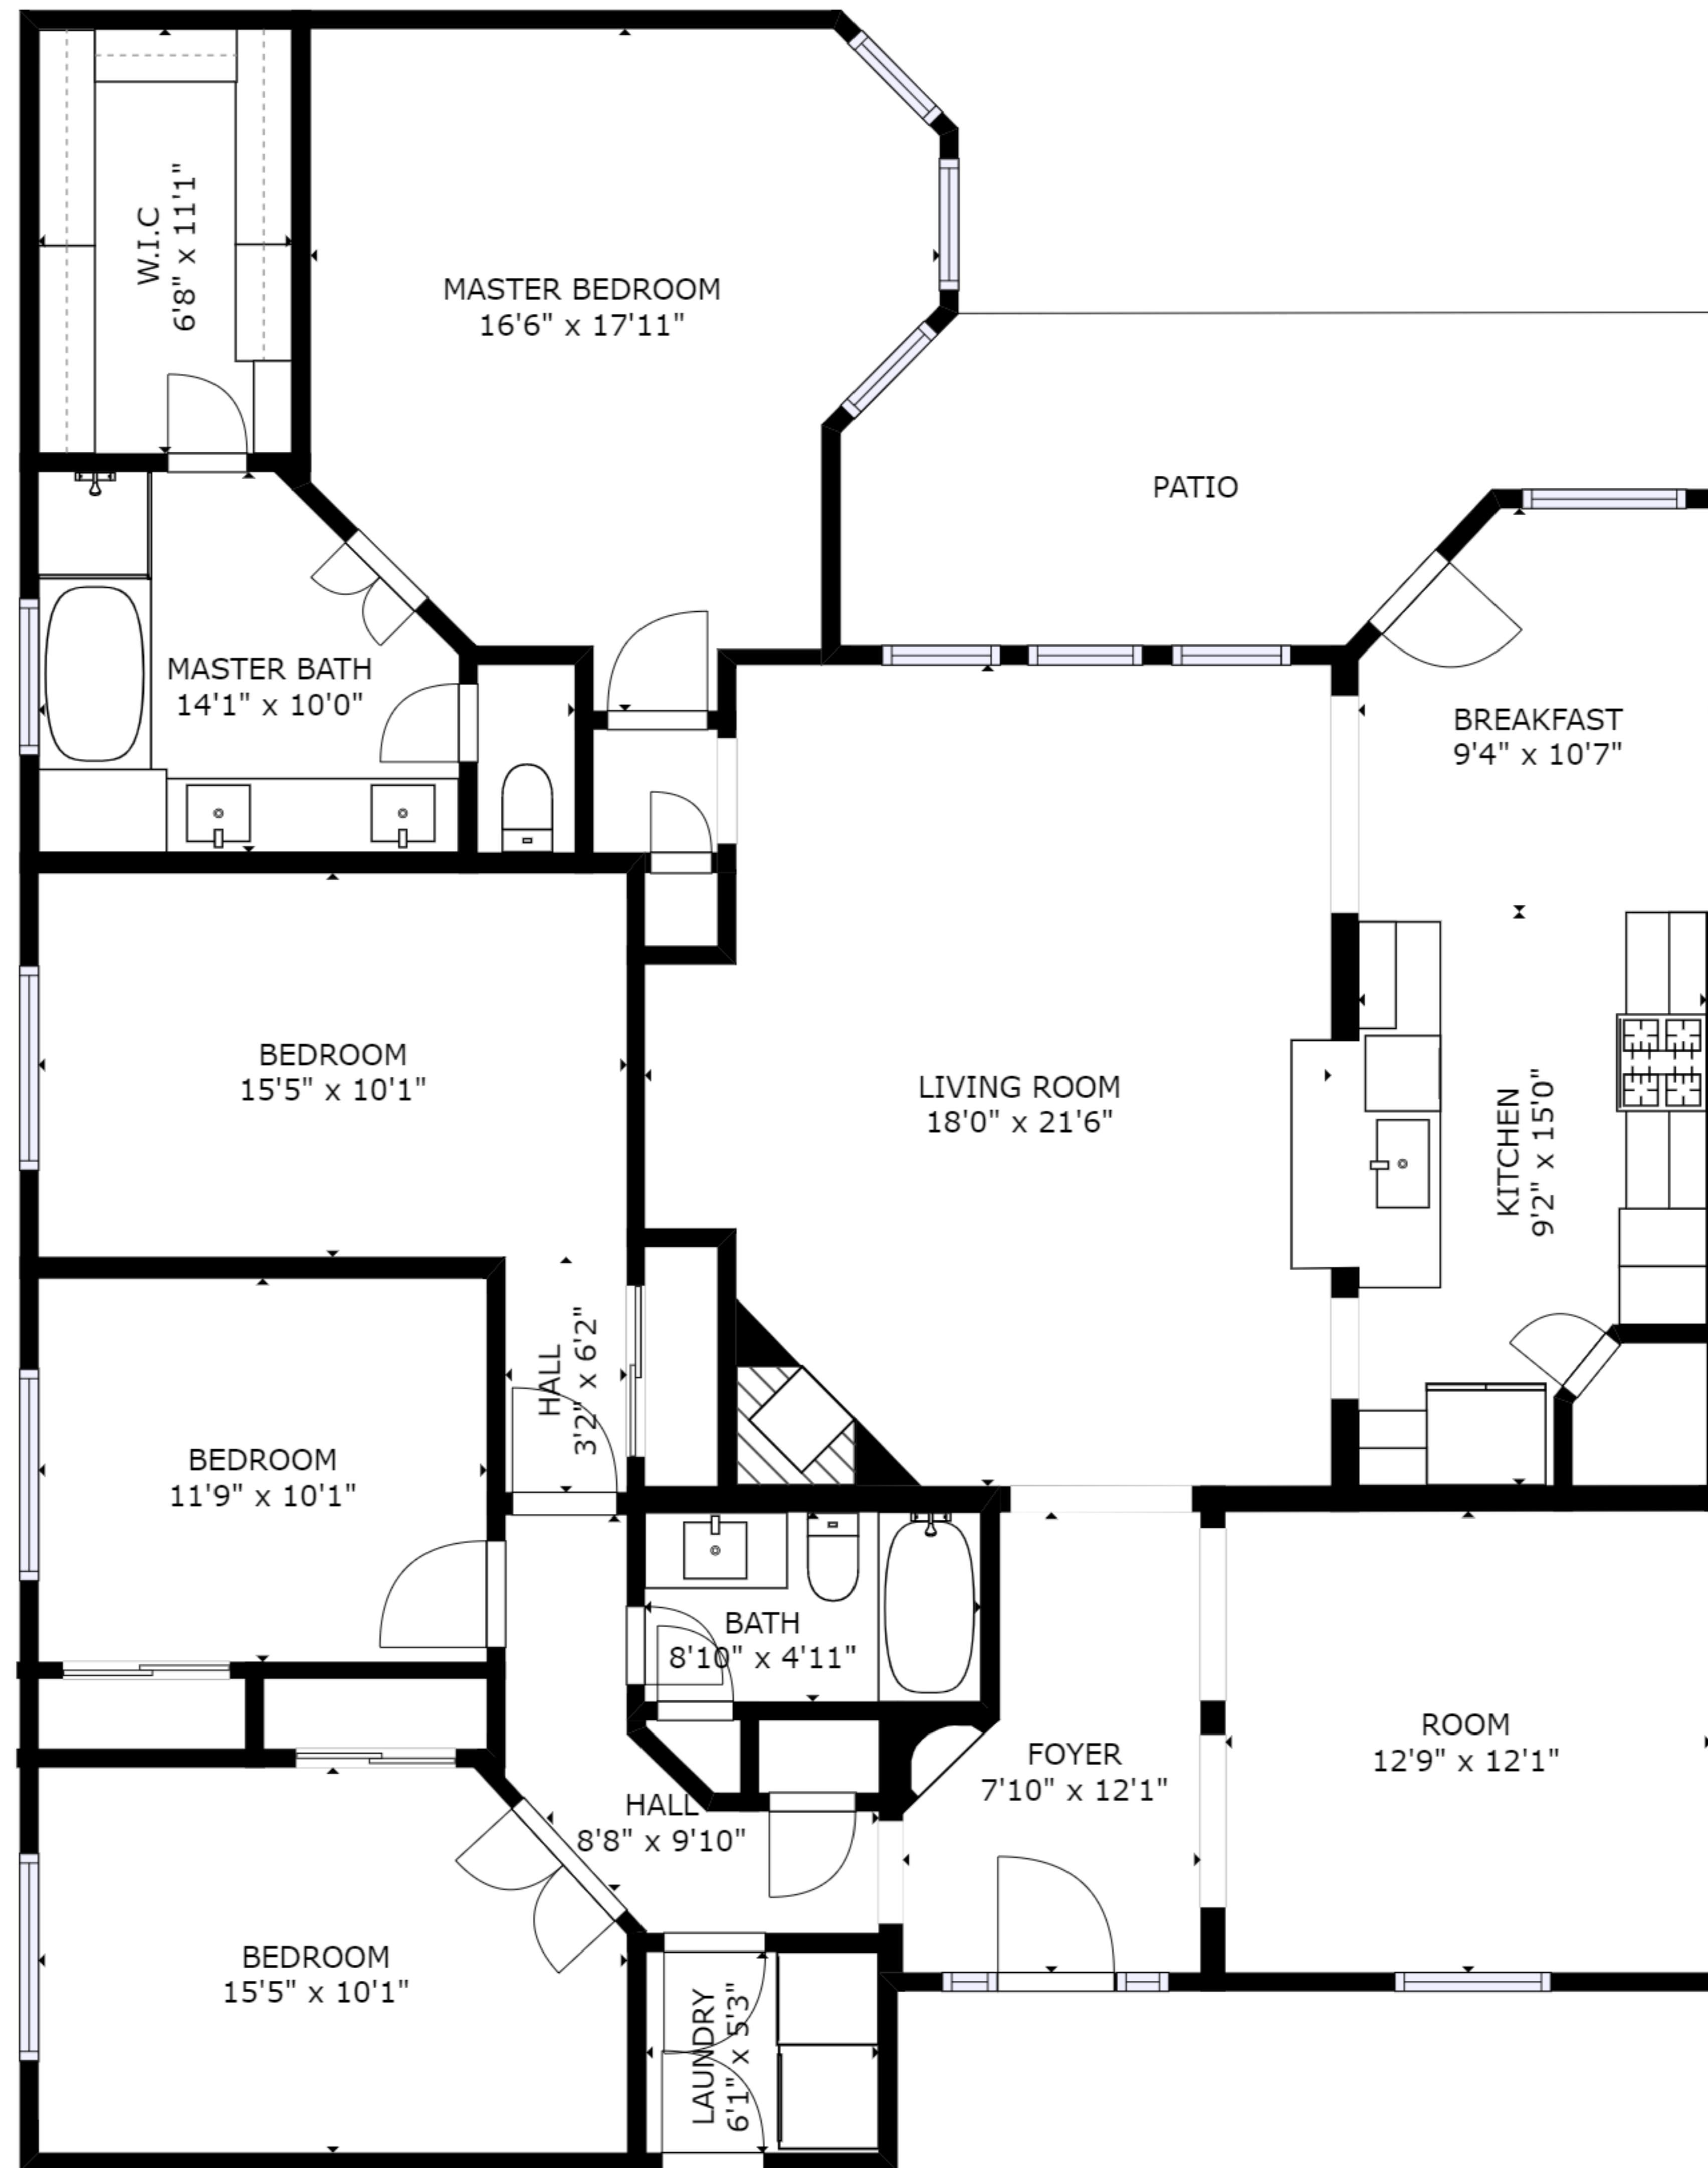 W.I.C
6'8" x 11'1"
MASTER BEDROOM
16'6" x 17'11"
PATIO
MASTER BATH
14'1" x 10'0"
BREAKFAST
9'4" x 10'7"
BEDROOM
15'5" x 10'1"
LIVING ROOM
18'0" x 21'6"
KITCHEN
9'2" x 15'0"
HALL
3'2" x 6'2"
BEDROOM
11'9" x 10'1"
BATH
8'10" x 4'11"
FOYER
7'10" x 12'1"
ROOM
12'9" x 12'1"
HALL
8'8" x 9'10"
BEDROOM
15'5" x 10'1"
LAUNDRY
6'1" x 5'3"